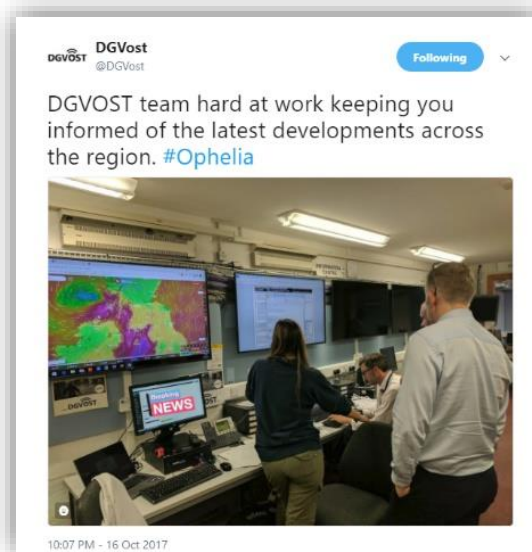 DGVOST
DGVost
@DGVost
Following
DGVOST team hard at work keeping you
informed of the latest developments across
the region. #Ophelia
Breaking
NEWS
DGVOST
10:07 PM - 16 Oct 2017